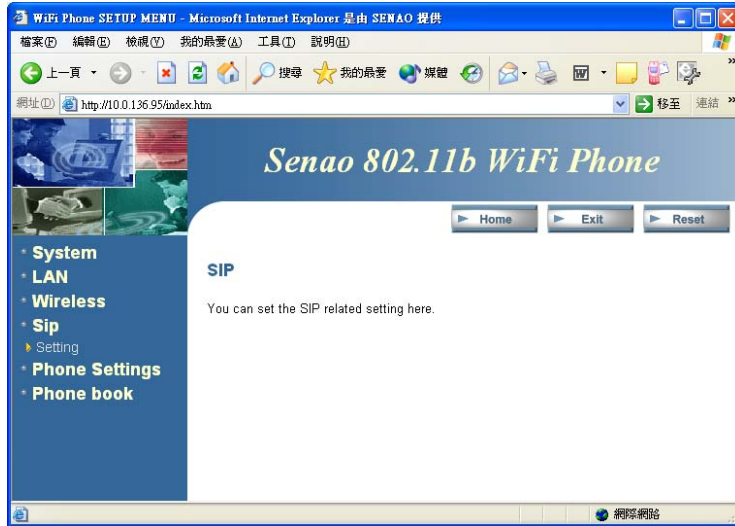 WiFi Phone SETUP MENU - Microsoft Internet Explorer 是由 SENAO 提供
檔案(F) 編輯(E) 檢視(V) 我的最愛(A) 工具(T) 說明(H)
上一頁 搜尋 我的最愛 媒體 »
網址(D) http://10.0.136.95/index.htm 移至 連結 »
Senao 802.11b WiFi Phone
Home Exit Reset
System
LAN
Wireless
Sip
Setting
Phone Settings
Phone book
SIP
You can set the SIP related setting here.
網際網路